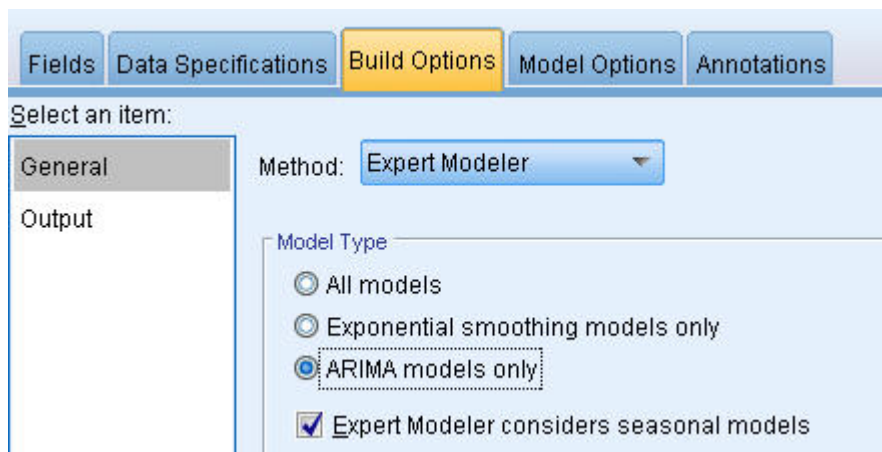 Fields Data Specifications Build Options Model Options Annotations
Select an item:
General
Output
Method: Expert Modeler
Model Type
All models
Exponential smoothing models only
ARIMA models only
Expert Modeler considers seasonal models